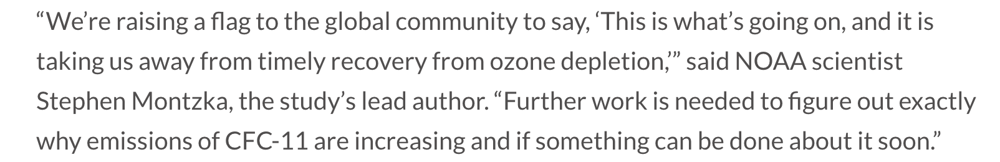 “We’re raising a flag to the global community to say, ‘This is what’s going on, and it is
taking us away from timely recovery from ozone depletion,’” said NOAA scientist
Stephen Montzka, the study’s lead author. “Further work is needed to figure out exactly
why emissions of CFC-11 are increasing and if something can be done about it soon.”